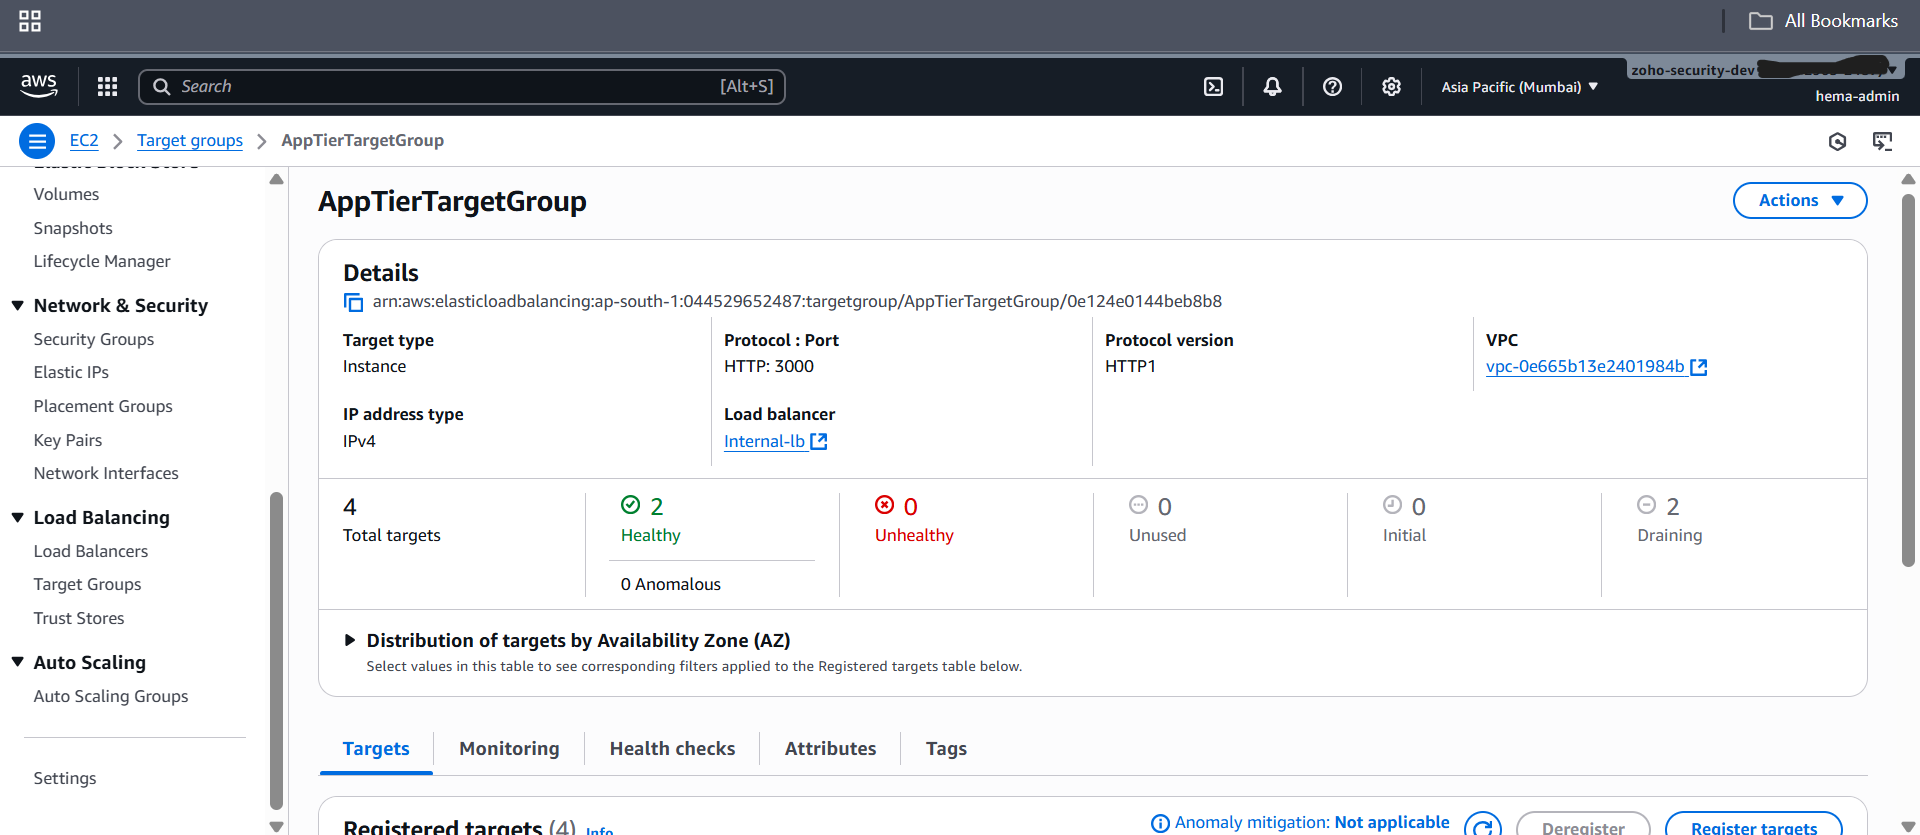 All Bookmarks
aws
Search
[Alt+S]
Asia Pacific (Mumbai)
zoho-security-dev
hema-admin
EC2
Target groups
AppTierTargetGroup
Volumes
Snapshots
Lifecycle Manager
Network & Security
Security Groups
Elastic IPs
Placement Groups
Key Pairs
Network Interfaces
Load Balancing
Load Balancers
Target Groups
Trust Stores
Auto Scaling
Auto Scaling Groups
Settings
AppTierTargetGroup
Actions
Details
arn:aws:elasticloadbalancing:ap-south-1:044529652487:targetgroup/AppTierTargetGroup/0e124e0144beb8b8
Target type
Instance
Protocol : Port
HTTP: 3000
Protocol version
HTTP1
VPC
vpc-0e665b13e2401984b
IP address type
IPv4
Load balancer
Internal-lb
4
Total targets
2
Healthy
0 Anomalous
0
Unhealthy
0
Unused
0
Initial
2
Draining
Distribution of targets by Availability Zone (AZ)
Select values in this table to see corresponding filters applied to the Registered targets table below.
Targets
Monitoring
Health checks
Attributes
Tags
Registered targets (4) Info
Anomaly mitigation: Not applicable
Deregister
Register targets